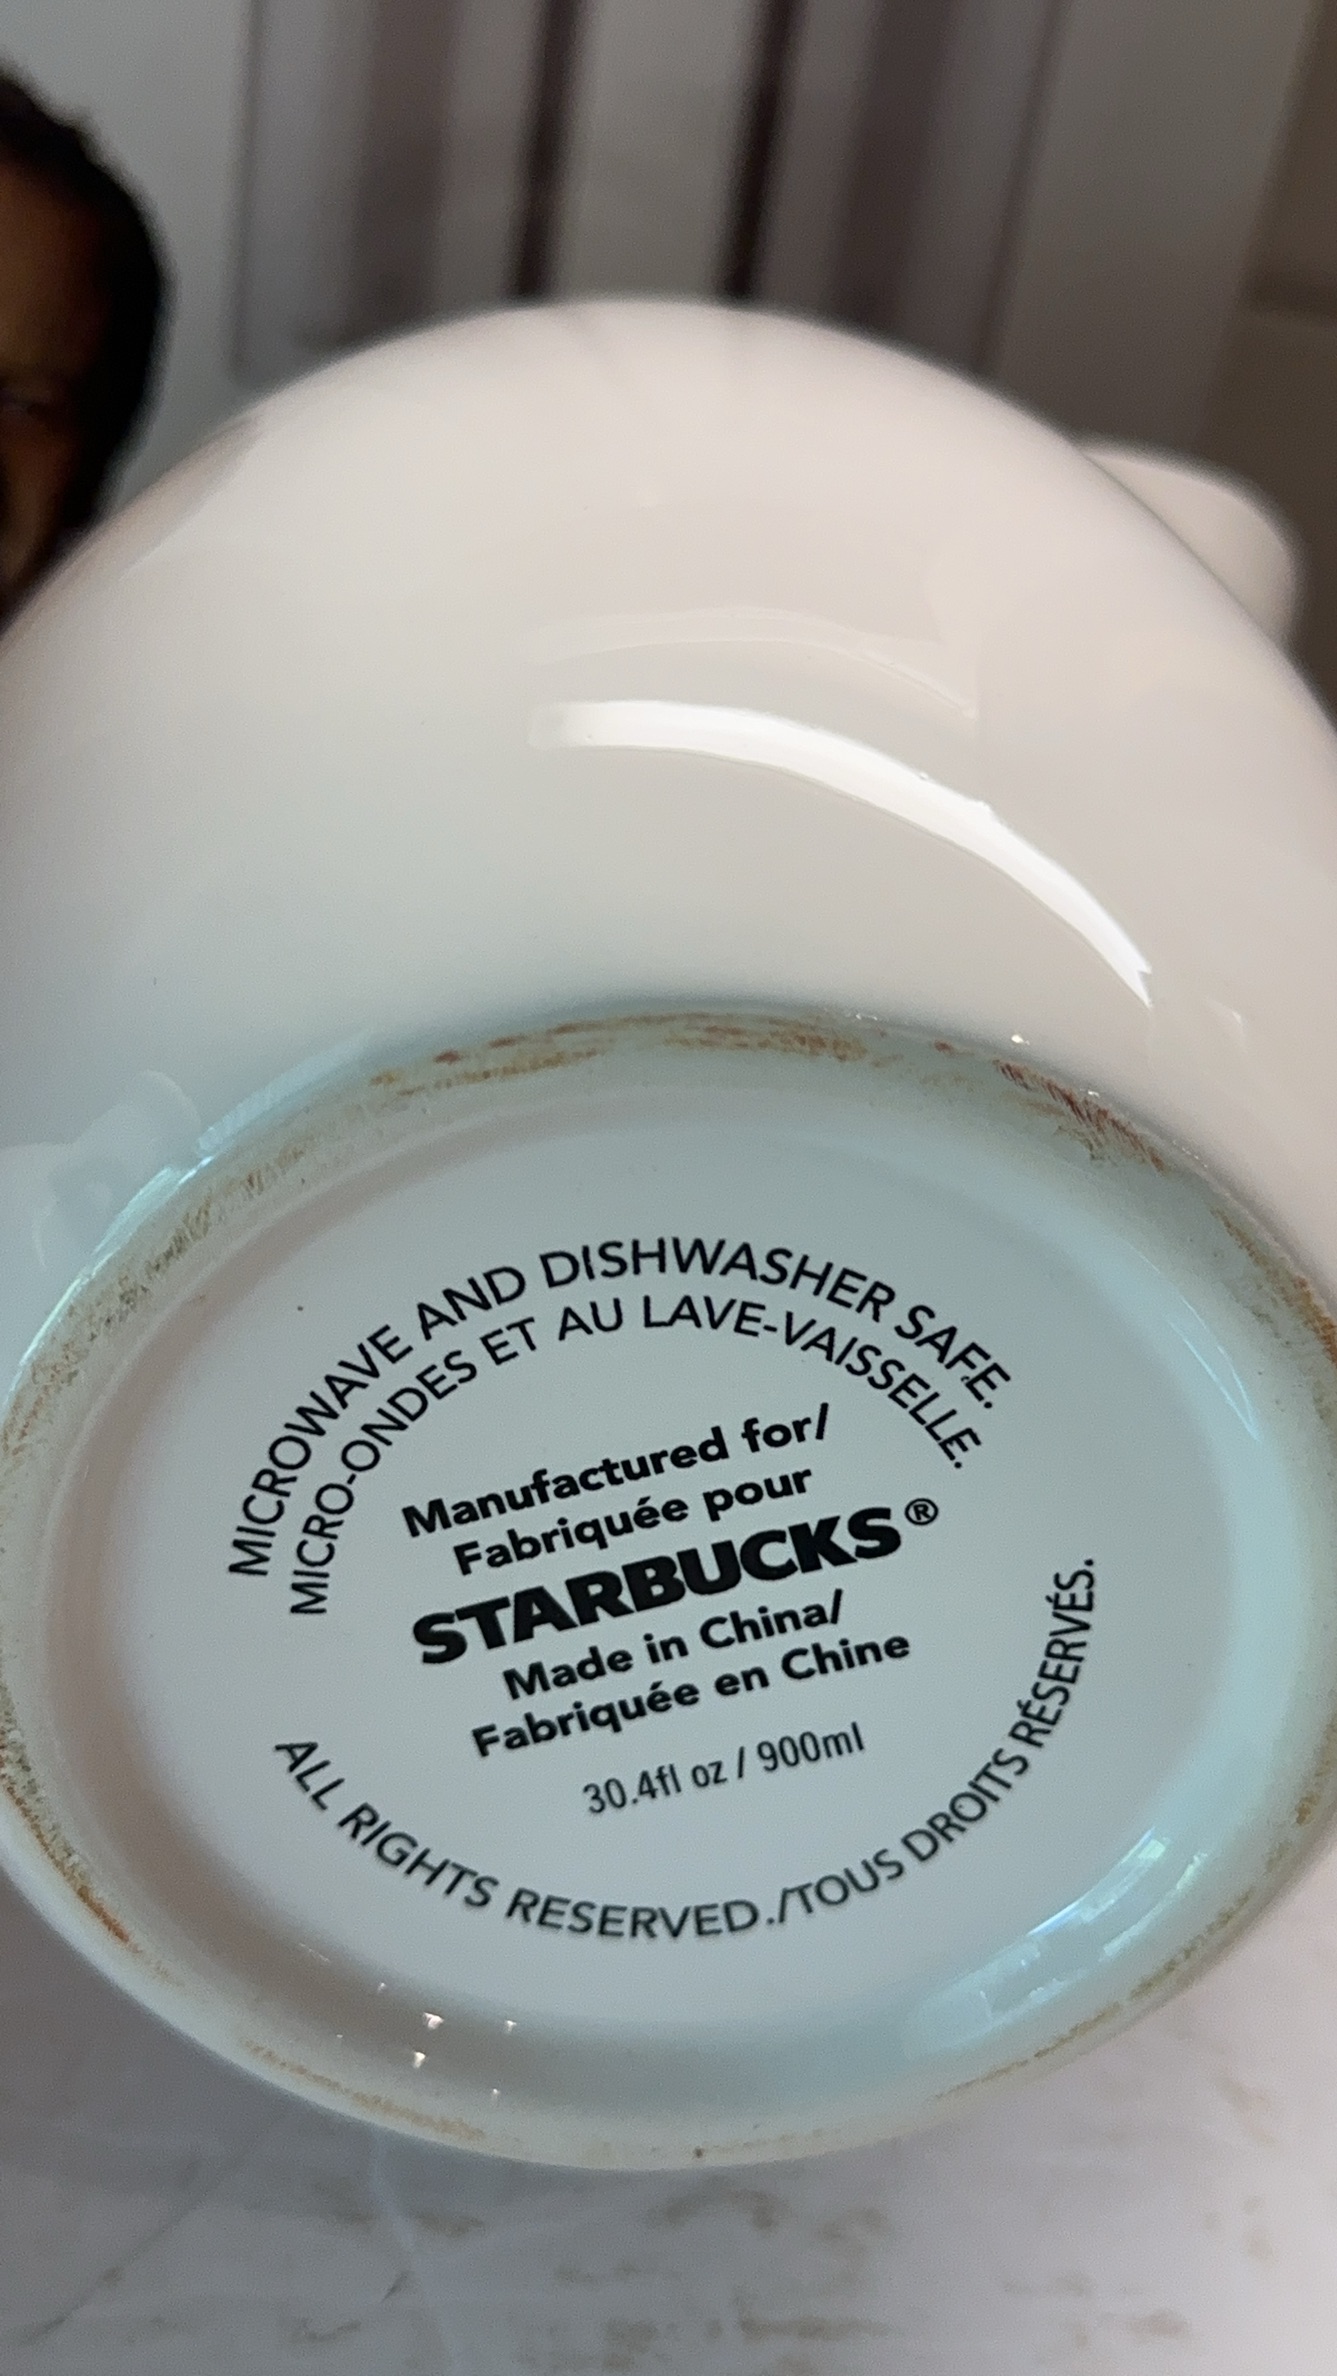 MICROWAVE AND DISHWASHER SAFE.
MICRO-ONDES ET AU LAVE-VAISSELLE.
Manufactured for/
Fabriquée pour
STARBUCKS®
Made in China/
Fabriquée en Chine
30.4fl oz / 900ml
ALL RIGHTS RESERVED./TOUS DROITS RÉSERVÉS.